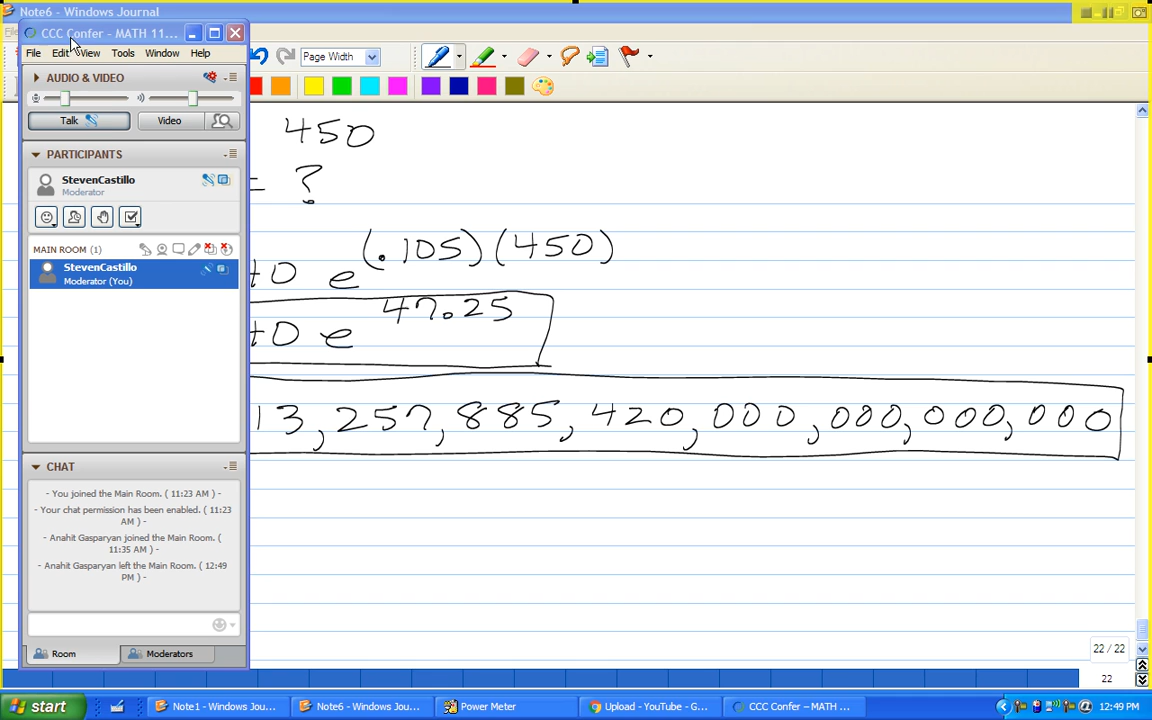 Note6 - Windows Journal
CCC Confer - MATH 11...
File Edit View Tools Window Help
Page Width
AUDIO & VIDEO
Talk Video
PARTICIPANTS
StevenCastillo
Moderator
MAIN ROOM (1)
StevenCastillo
Moderator (You)
CHAT
- You joined the Main Room. ( 11:23 AM ) -
- Your chat permission has been enabled. ( 11:23
AM ) -
- Anahit Gasparyan joined the Main Room. (
11:35 AM ) -
- Anahit Gasparyan left the Main Room. ( 12:49
PM ) -
Room Moderators
450
= ?
e (.105)(450)
e 47.25
13,257,885,420,000,000,000,000
22 / 22
22
start Note1 - Windows Jou... Note6 - Windows Jou... Power Meter Upload - YouTube - G... CCC Confer – MATH ... 12:49 PM